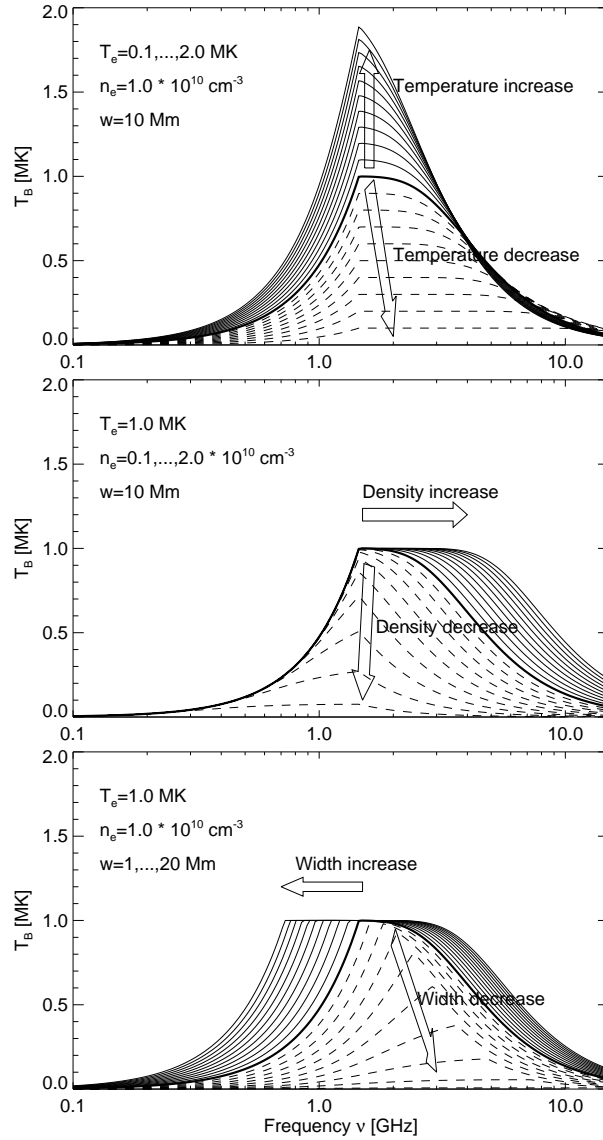 2.0
T_e=0.1,...,2.0 MK
n_e=1.0 * 10^10 cm-3
w=10 Mm
1.5
Temperature increase
T_B [MK]
1.0
Temperature decrease
0.5
0.0
0.1 1.0 10.0
2.0
T_e=1.0 MK
n_e=0.1,...,2.0 * 10^10 cm^-3
w=10 Mm
1.5
Density increase
T_B [MK]
1.0
Density decrease
0.5
0.0
0.1 1.0 10.0
2.0
T_e=1.0 MK
n_e=1.0 * 10^10 cm^-3
w=1,...,20 Mm
1.5
Width increase
T_B [MK]
1.0
Width decrease
0.5
0.0
0.1 1.0 10.0
Frequency ν [GHz]